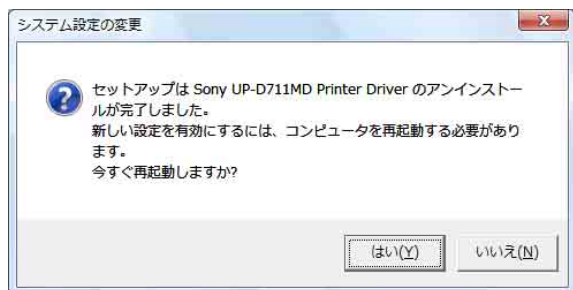 システム設定の変更
セットアップは Sony UP-D711MD Printer Driver のアンインストー
ルが完了しました。
新しい設定を有効にするには、コンピュータを再起動する必要があり
ます。
今すぐ再起動しますか?
はい(Y) いいえ(N)